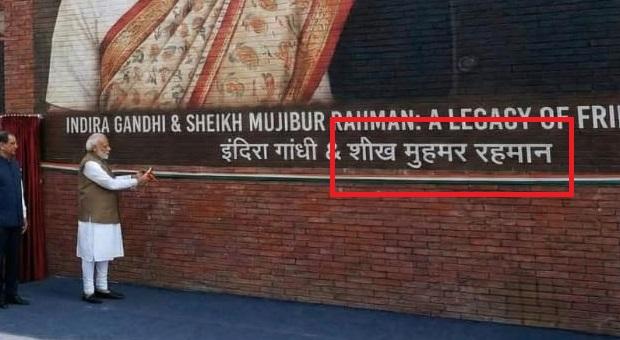 INDIRA GANDHI & SHEIKH MUJIBUR RAHMAN: A LEGACY OF FRI
इंदिरा गांधी & शीख मुहमर रहमान